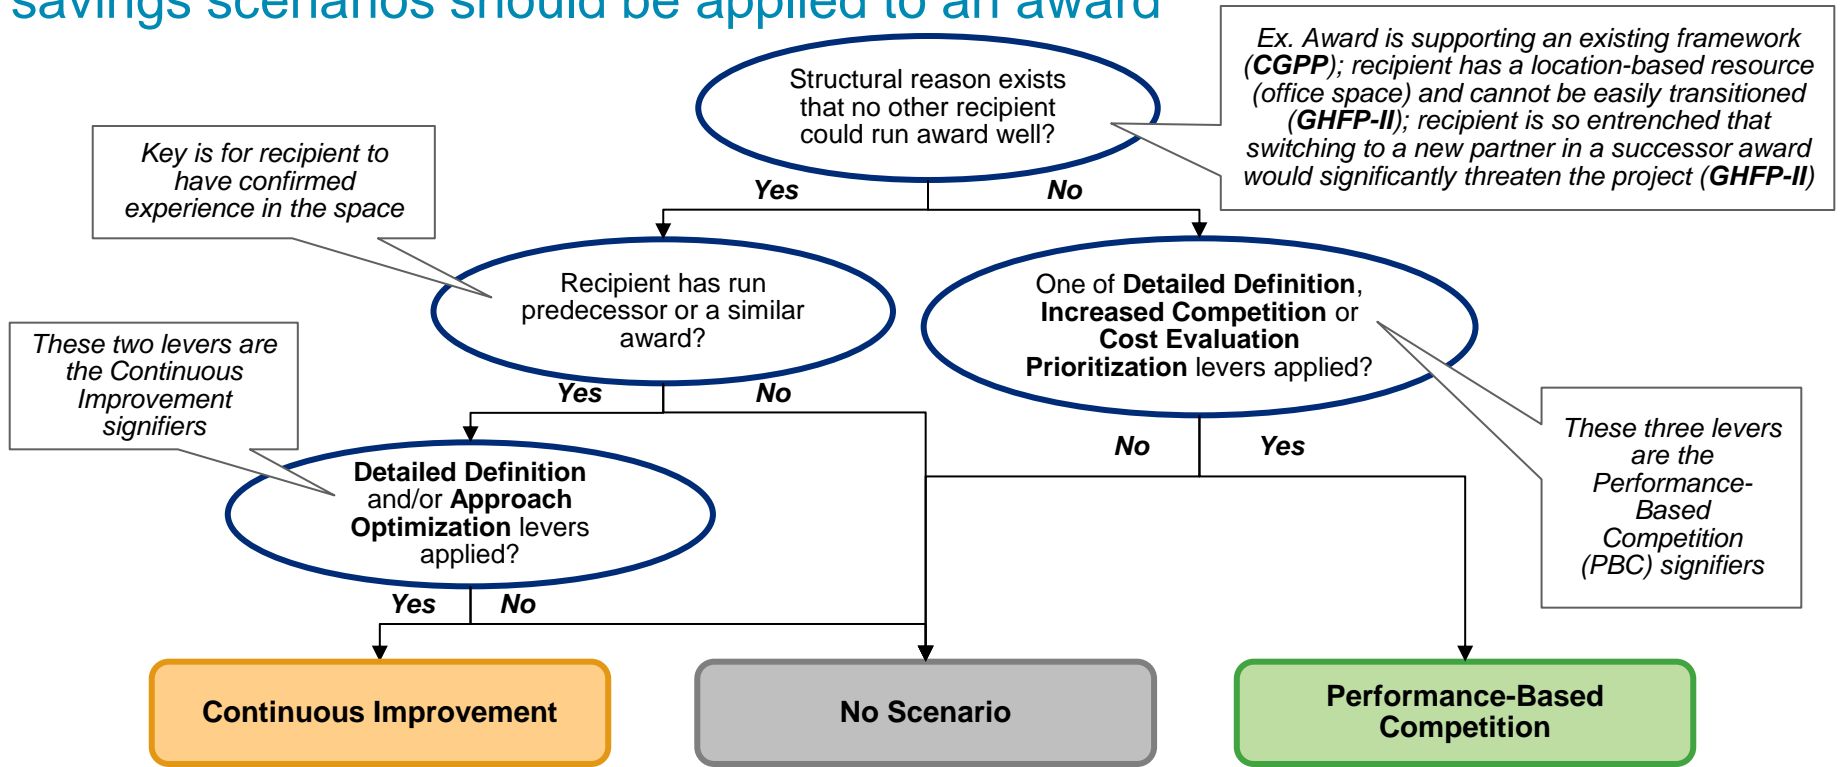 savings scenarios should be applied to an award
Structural reason exists
that no other recipient
could run award well?
Ex. Award is supporting an existing framework
(CGPP); recipient has a location-based resource
(office space) and cannot be easily transitioned
(GHFP-II); recipient is so entrenched that
switching to a new partner in a successor award
would significantly threaten the project (GHFP-II)
Key is for recipient to
have confirmed
experience in the space
Yes
No
Recipient has run
predecessor or a similar
award?
One of Detailed Definition,
Increased Competition or
Cost Evaluation
Prioritization levers applied?
These two levers are
the Continuous
Improvement
signifiers
Yes
No
No
Yes
These three levers
are the
Performance-
Based
Competition
(PBC) signifiers
Detailed Definition
and/or Approach
Optimization levers
applied?
Yes
No
Continuous Improvement
No Scenario
Performance-Based
Competition